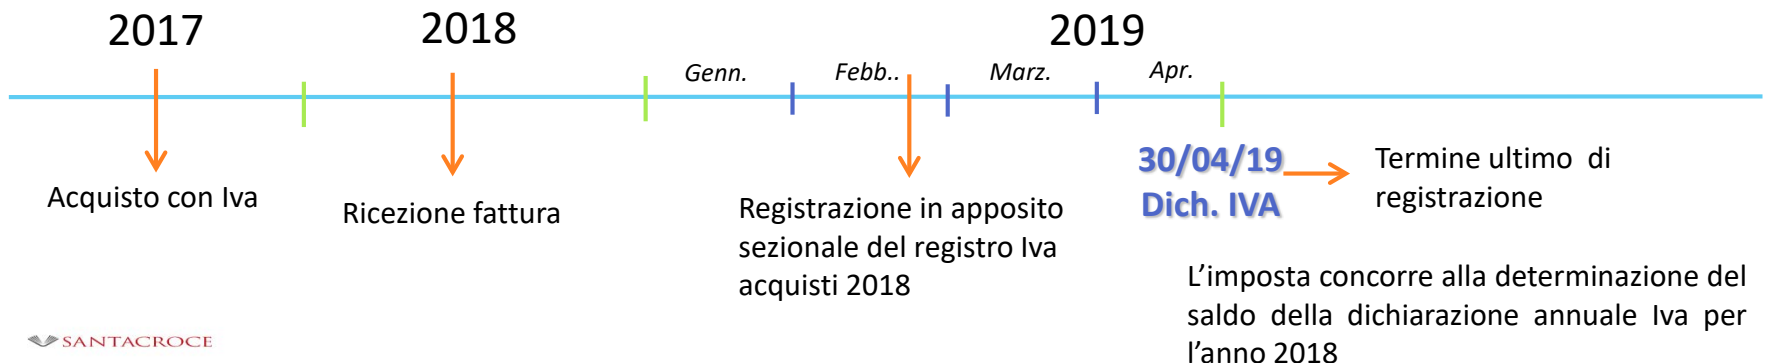 2017
2018
2019
Genn.
Febb..
Marz.
Apr.
Acquisto con Iva
Ricezione fattura
Registrazione in apposito
sezionale del registro Iva
acquisti 2018
30/04/19
Dich. IVA
Termine ultimo di
registrazione
L'imposta concorre alla determinazione del
saldo della dichiarazione annuale Iva per
l'anno 2018
SANTACROCE